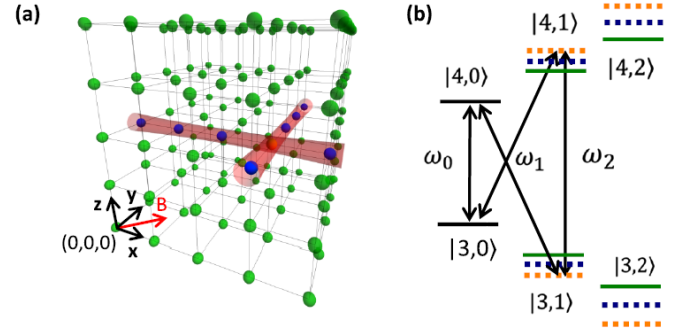 (a)
z
y
B
x
(0,0,0)
(b)
|4,1⟩
|4,2⟩
|4,0⟩
ω₀
ω₁
ω₂
|3,0⟩
|3,1⟩
|3,2⟩